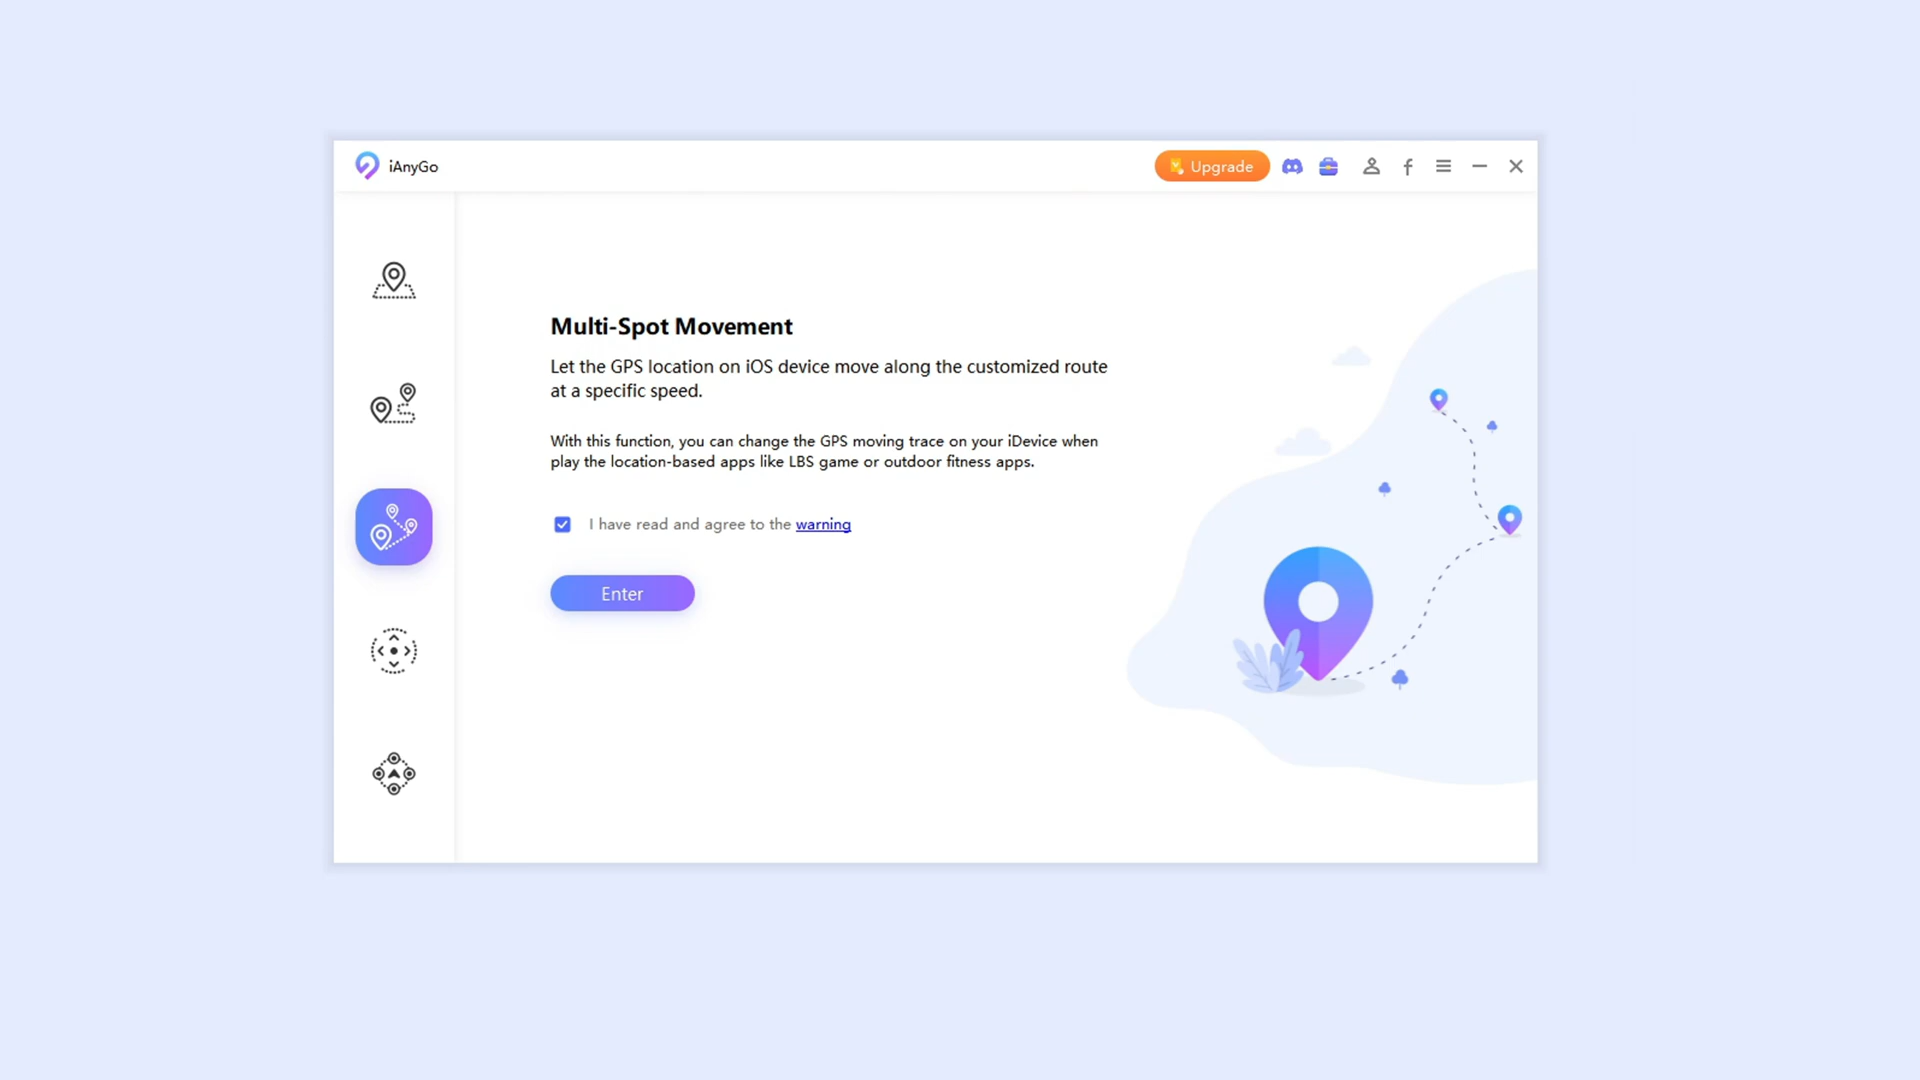 iAnyGo
Upgrade
Multi-Spot Movement
Let the GPS location on iOS device move along the customized route
at a specific speed.
With this function, you can change the GPS moving trace on your iDevice when
play the location-based apps like LBS game or outdoor fitness apps.
I have read and agree to the warning
Enter